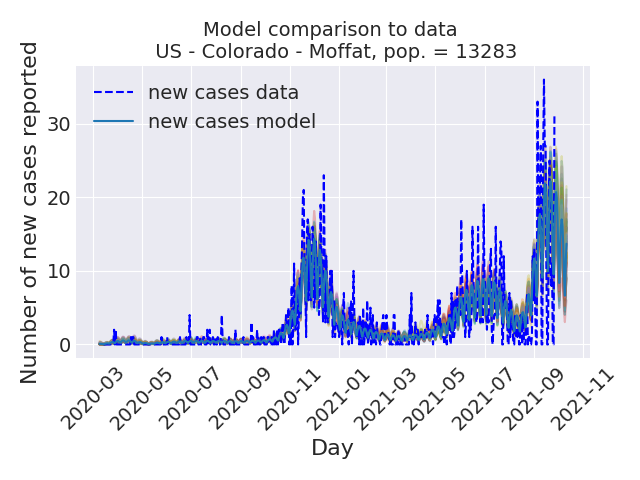 Model comparison to data
US - Colorado - Moffat, pop. = 13283
new cases data
new cases model
Number of new cases reported
30
20
10
0
2020-03
2020-05
2020-07
2020-09
2020-11
2021-01
2021-03
2021-05
2021-07
2021-09
2021-11
Day